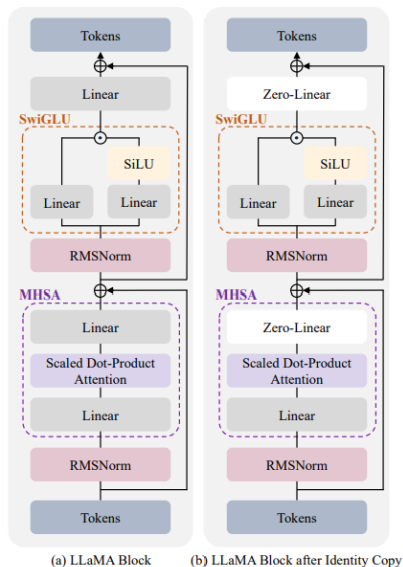 Tokens
Linear
SwiGLU
SiLU
Linear
Linear
RMSNorm
MHSA
Linear
Scaled Dot-Product
Attention
Linear
RMSNorm
Tokens
(a) LLaMA Block
Tokens
Zero-Linear
SwiGLU
SiLU
Linear
Linear
RMSNorm
MHSA
Zero-Linear
Scaled Dot-Product
Attention
Linear
RMSNorm
Tokens
(b) LLaMA Block after Identity Copy